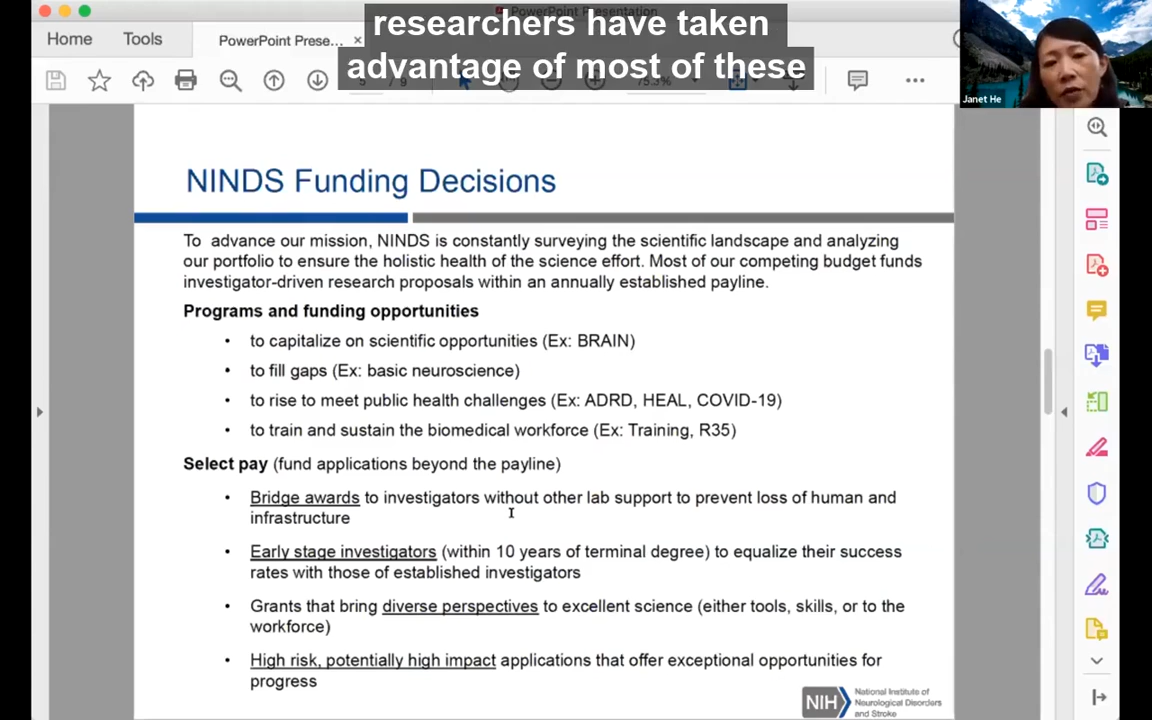 PowerPoint Presentation
researchers have taken
advantage of most of these
Home
Tools
PowerPoint Prese...
Janet He
NINDS Funding Decisions
To advance our mission, NINDS is constantly surveying the scientific landscape and analyzing
our portfolio to ensure the holistic health of the science effort. Most of our competing budget funds
investigator-driven research proposals within an annually established payline.
Programs and funding opportunities
• to capitalize on scientific opportunities (Ex: BRAIN)
• to fill gaps (Ex: basic neuroscience)
• to rise to meet public health challenges (Ex: ADRD, HEAL, COVID-19)
• to train and sustain the biomedical workforce (Ex: Training, R35)
Select pay (fund applications beyond the payline)
• Bridge awards to investigators without other lab support to prevent loss of human and
infrastructure
• Early stage investigators (within 10 years of terminal degree) to equalize their success
rates with those of established investigators
• Grants that bring diverse perspectives to excellent science (either tools, skills, or to the
workforce)
• High risk, potentially high impact applications that offer exceptional opportunities for
progress
NIH
National Institute of
Neurological Disorders
and Stroke